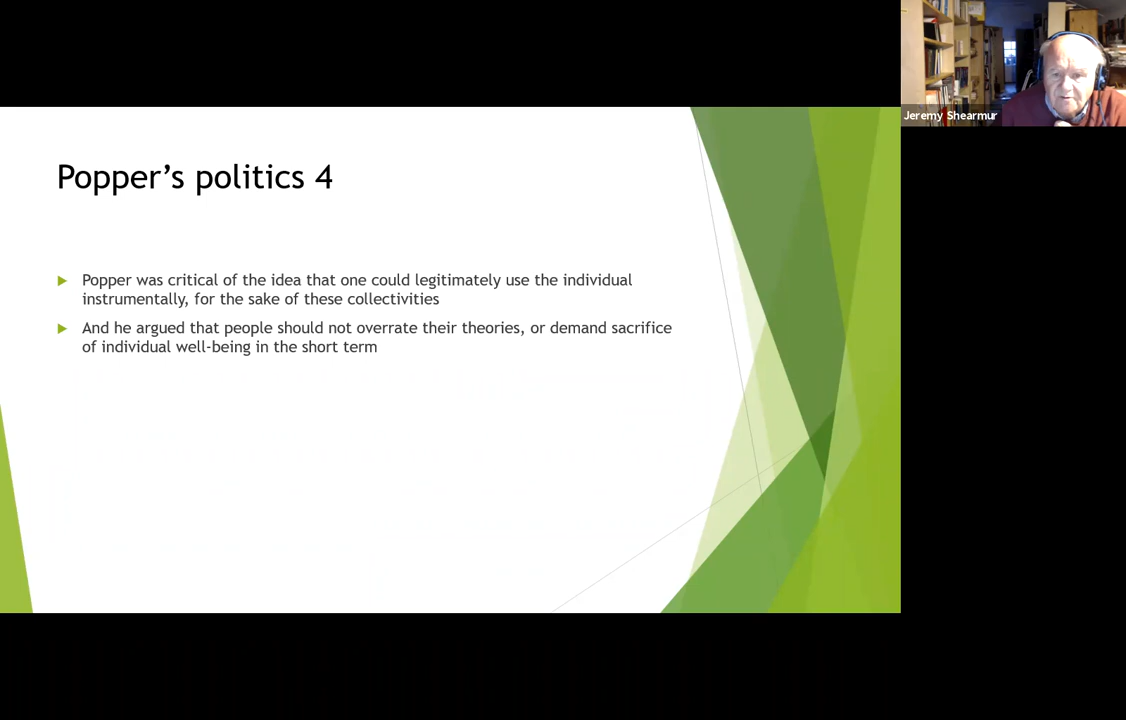 Popper’s politics 4
Popper was critical of the idea that one could legitimately use the individual
instrumentally, for the sake of these collectivities
And he argued that people should not overrate their theories, or demand sacrifice
of individual well-being in the short term
Jeremy Shearmur